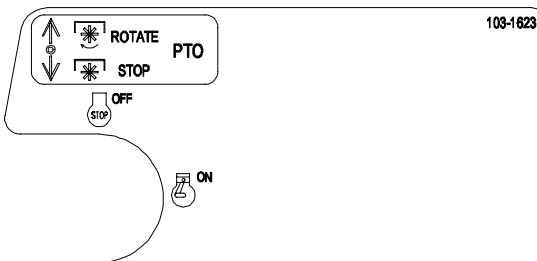 103-1623
ROTATE
PTO
STOP
OFF
STOP
ON